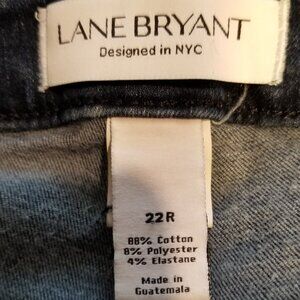 LANE BRYANT
Designed in NYC
22R
88% Cotton
8% Polyester
4% Elastane
Made in
Guatemala